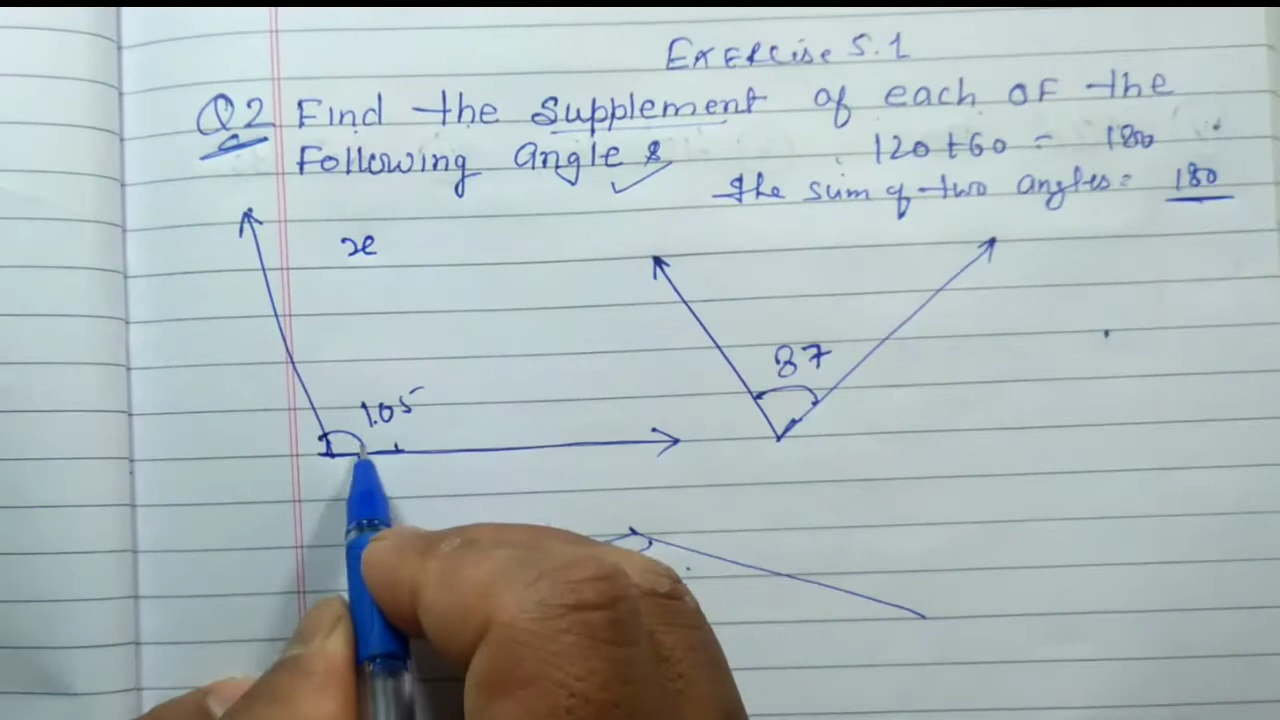 EXERCise 5.1
Q2 Find the Supplement of each of the
Following angles
120 + 60 = 180
the sum of two angles = 180
x
105
87